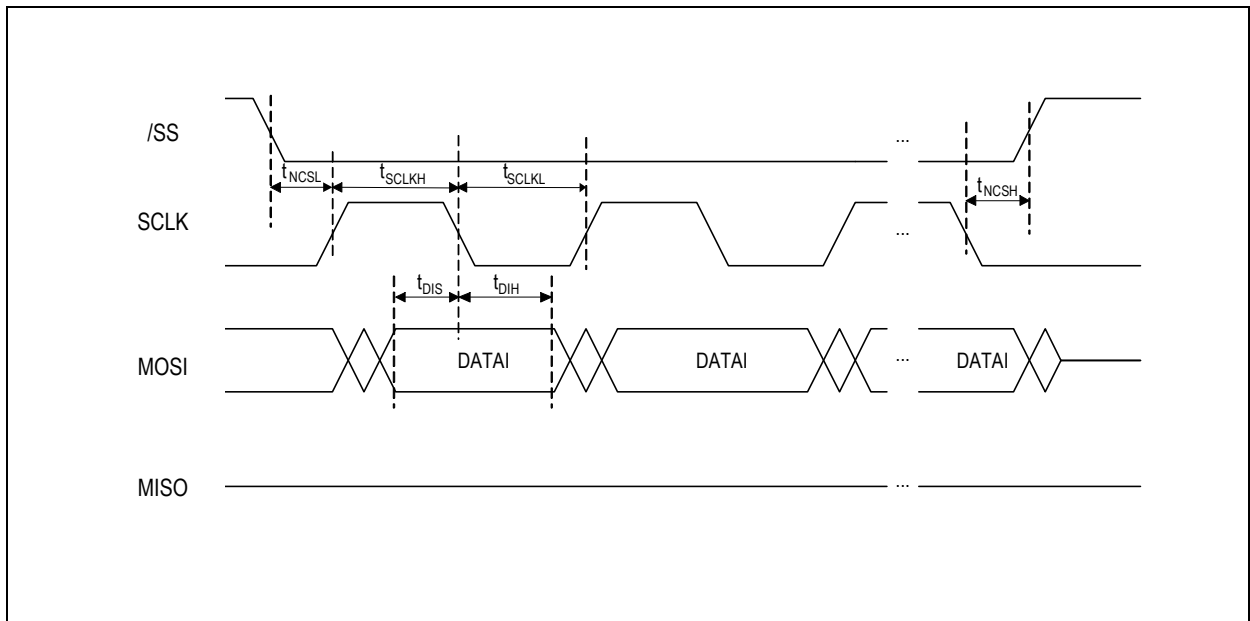 /SS
...
tNCSL tSCLKH tSCLKL
tNCSH
SCLK
...
tDIS tDIH
MOSI
DATAI DATAI ... DATAI
MISO
...